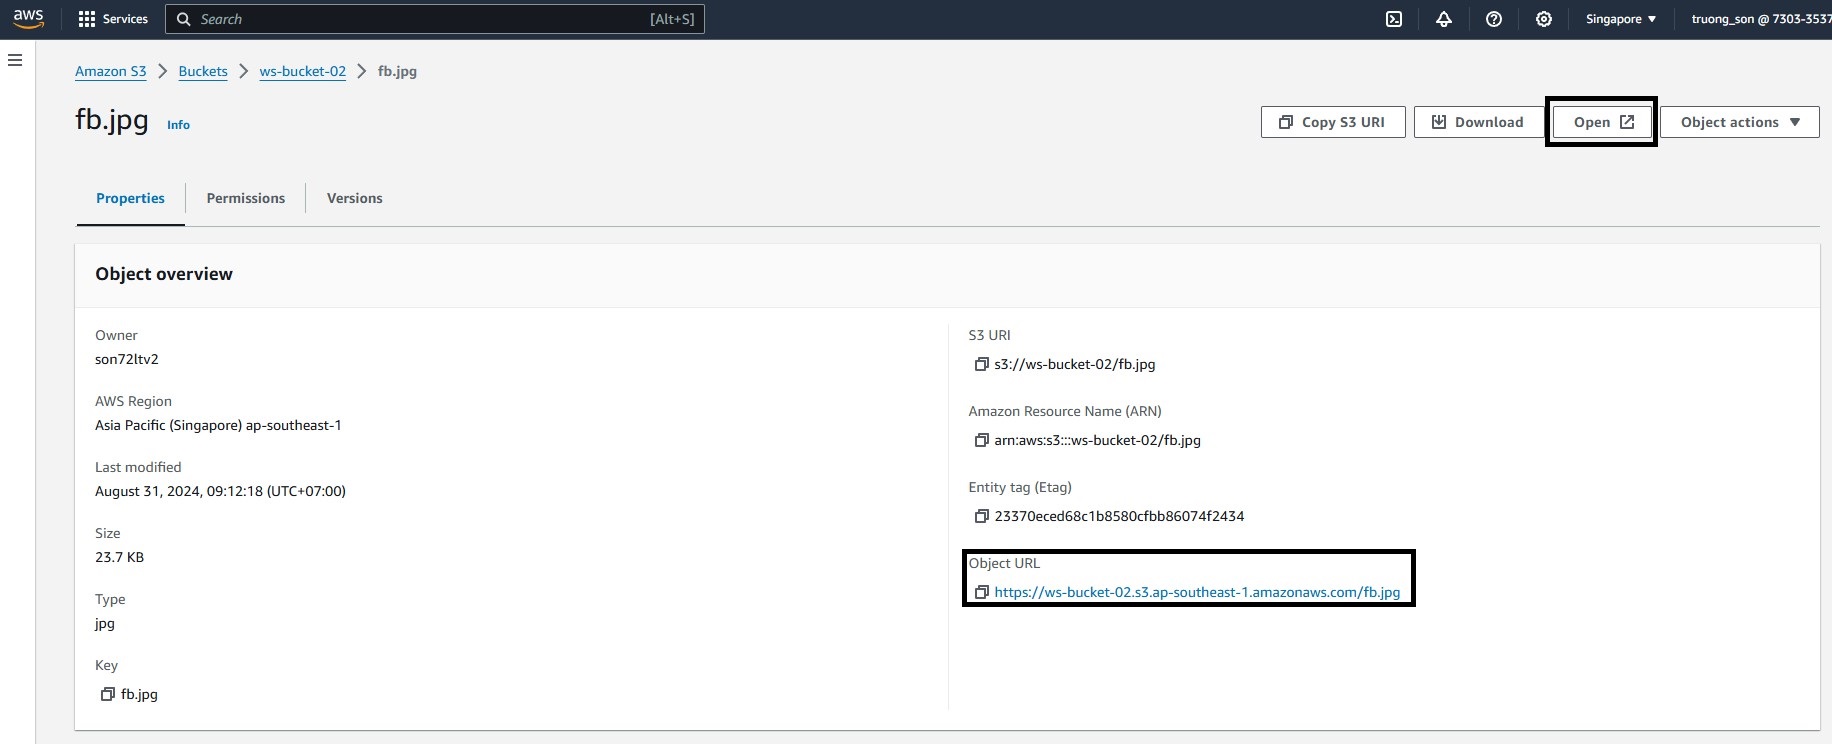 aws Services Search [Alt+S] Singapore truong_son @ 7303-3537
Amazon S3 Buckets ws-bucket-02 fb.jpg
fb.jpg Info Copy S3 URI Download Open Object actions
Properties Permissions Versions
Object overview
Owner
son72ltv2
AWS Region
Asia Pacific (Singapore) ap-southeast-1
Last modified
August 31, 2024, 09:12:18 (UTC+07:00)
Size
23.7 KB
Type
jpg
Key
fb.jpg
S3 URI
s3://ws-bucket-02/fb.jpg
Amazon Resource Name (ARN)
arn:aws:s3:::ws-bucket-02/fb.jpg
Entity tag (Etag)
23370eced68c1b8580cfbb86074f2434
Object URL
https://ws-bucket-02.s3.ap-southeast-1.amazonaws.com/fb.jpg